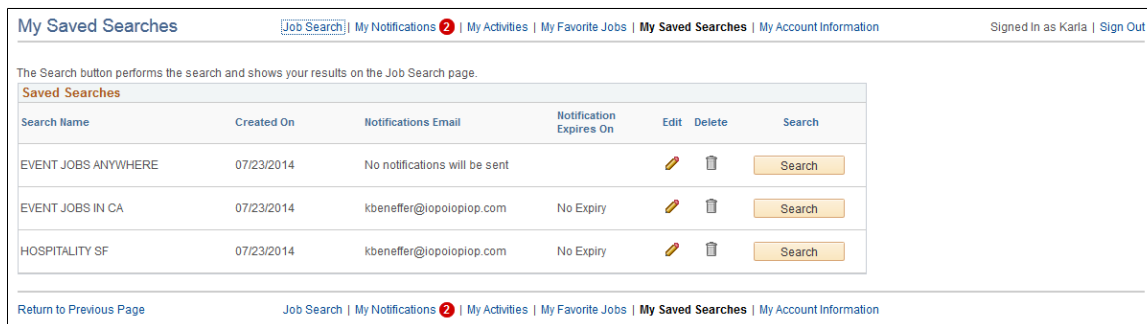 My Saved Searches Job Search | My Notifications 2 | My Activities | My Favorite Jobs | My Saved Searches | My Account Information Signed In as Karla | Sign Out
The Search button performs the search and shows your results on the Job Search page.
Saved Searches
Search Name Created On Notifications Email Notification Expires On Edit Delete Search
EVENT JOBS ANYWHERE 07/23/2014 No notifications will be sent Search
EVENT JOBS IN CA 07/23/2014 kbeneffer@iopoiopiop.com No Expiry Search
HOSPITALITY SF 07/23/2014 kbeneffer@iopoiopiop.com No Expiry Search
Return to Previous Page Job Search | My Notifications 2 | My Activities | My Favorite Jobs | My Saved Searches | My Account Information